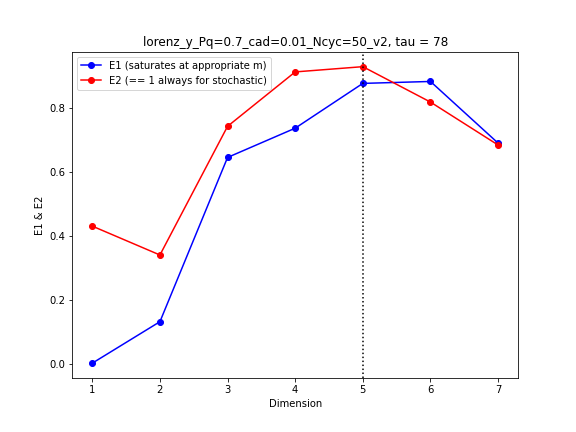 lorenz_y_Pq=0.7_cad=0.01_Ncyc=50_v2, tau = 78
E1 (saturates at appropriate m)
E2 (== 1 always for stochastic)
0.8
0.6
0.4
0.2
0.0
E1 & E2
1 2 3 4 5 6 7
Dimension